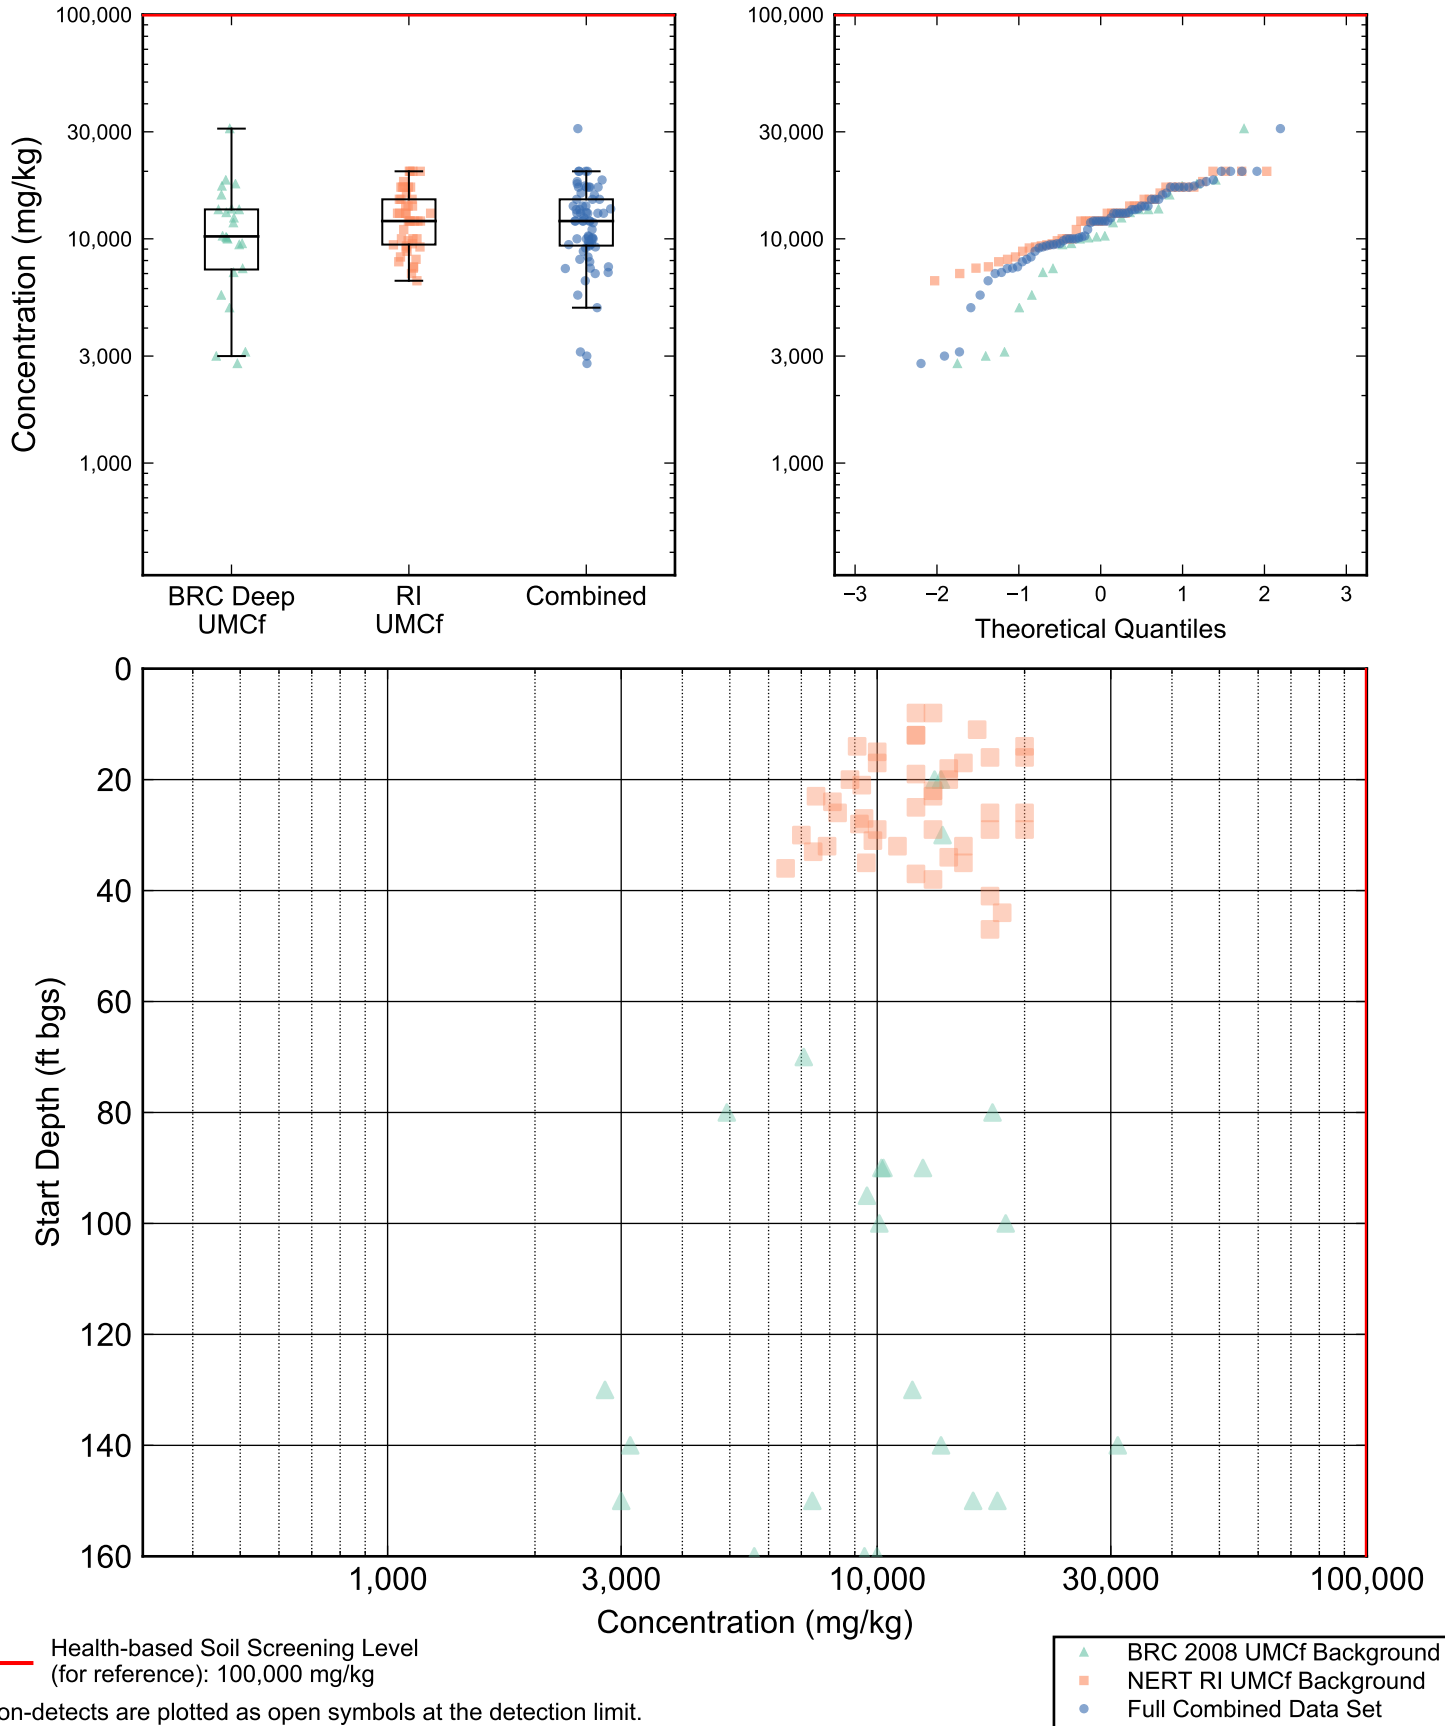 100,000
30,000
10,000
3,000
1,000
Concentration (mg/kg)
BRC Deep
UMCf
RI
UMCf
Combined
100,000
30,000
10,000
3,000
1,000
−3 −2 −1 0 1 2 3
Theoretical Quantiles
0
20
40
60
80
100
120
140
160
Start Depth (ft bgs)
1,000 3,000 10,000 30,000 100,000
Concentration (mg/kg)
Health-based Soil Screening Level
(for reference): 100,000 mg/kg
on-detects are plotted as open symbols at the detection limit.
BRC 2008 UMCf Background
NERT RI UMCf Background
Full Combined Data Set